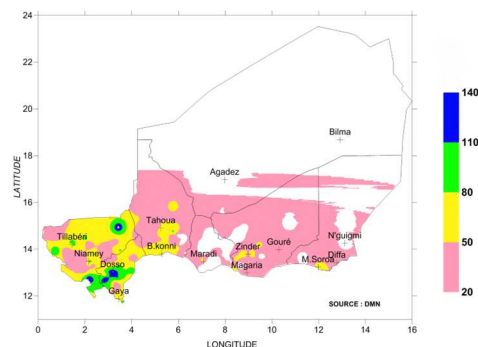 24
22
20
18
16
14
12
LATITUDE
Bilma
Agadez
Tahoua
Tillabéri
B.konni
Niamey
Dosso
Gaya
Maradi
Zinder
Magaria
Gouré
N'guigmi
Diffa
M.Soroa
SOURCE : DMN
0 2 4 6 8 10 12 14 16
LONGITUDE
140
110
80
50
20